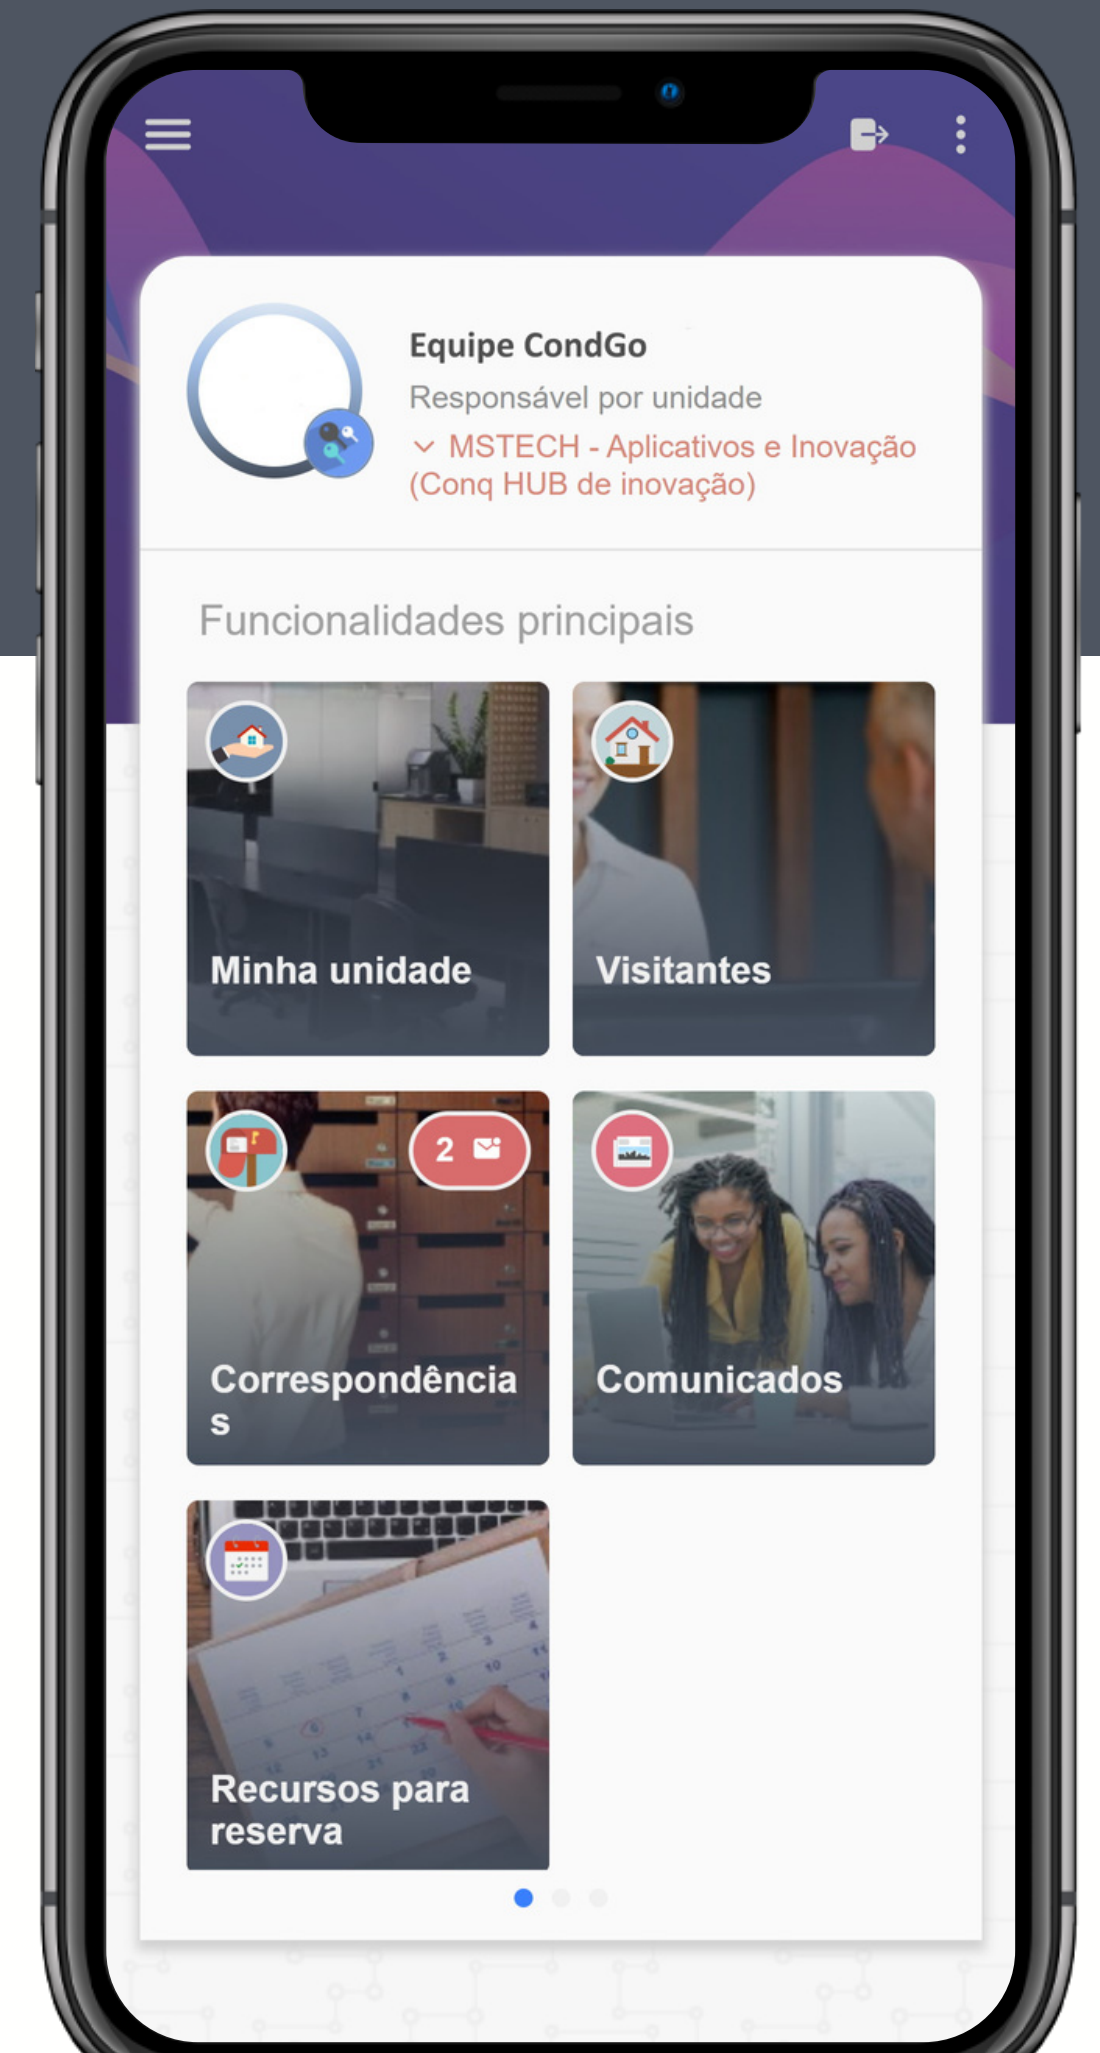 Equipe CondGo
Responsável por unidade
MSTECH - Aplicativos e Inovação
(Conq HUB de inovação)
Funcionalidades principais
Minha unidade
Visitantes
2
Correspondência
s
Comunicados
Recursos para
reserva